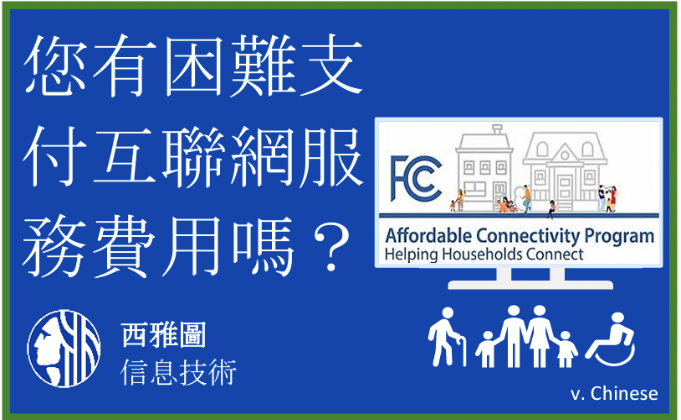 您有困難支
付互聯網服
務費用嗎？
FCC
Affordable Connectivity Program
Helping Households Connect
西雅圖
信息技術
v. Chinese